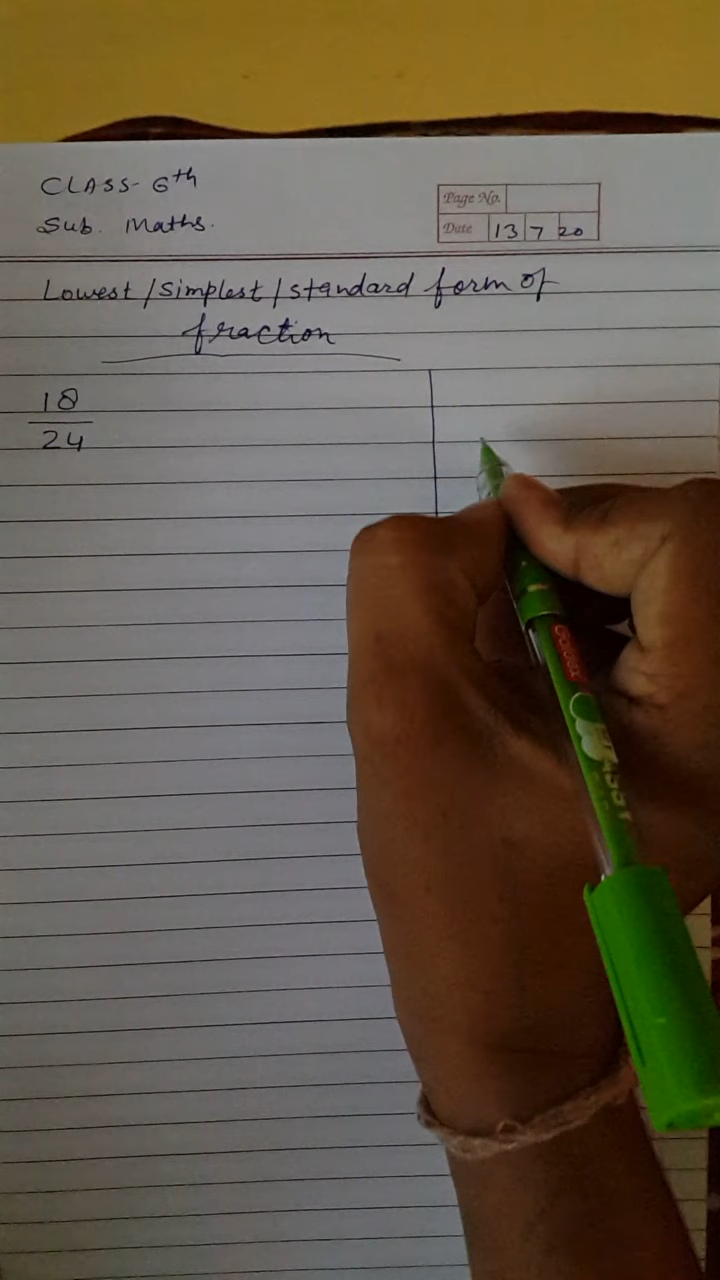 CLASS- 6th
Sub. Maths.
Page No.
Date 13 7 20
Lowest/Simplest/standard form of
fraction
18
24